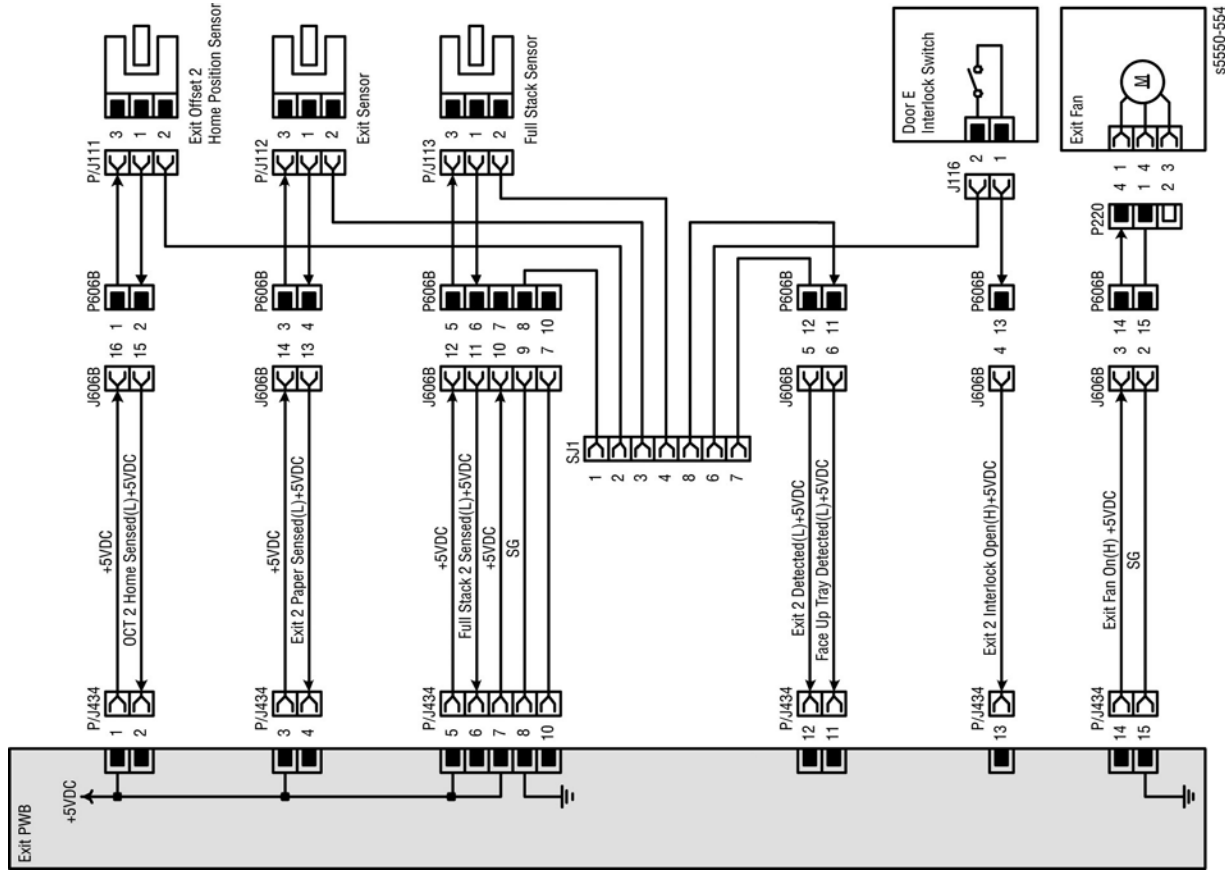 Exit PWB
+5VDC
P/J434
1
2
+5VDC
OCT 2 Home Sensed(L)+5VDC
J606B
16 1
15 2
P606B
P/J111
3
1
2
Exit Offset 2
Home Position Sensor
P/J434
3
4
+5VDC
Exit 2 Paper Sensed(L)+5VDC
J606B
14 3
13 4
P606B
P/J112
3
1
2
Exit Sensor
P/J434
5
6
7
8
10
+5VDC
Full Stack 2 Sensed(L)+5VDC
+5VDC
SG
J606B
12 5
11 6
10 7
9 8
7 10
P606B
P/J113
3
1
2
Full Stack Sensor
SJ1
1
2
3
4
8
6
7
P/J434
12
11
Exit 2 Detected(L)+5VDC
Face Up Tray Detected(L)+5VDC
J606B
5 12
6 11
P606B
P/J434
13
Exit 2 Interlock Open(H)+5VDC
J606B
4 13
P606B
J116
2
1
Door E
Interlock Switch
P/J434
14
15
Exit Fan On(H) +5VDC
SG
J606B
3 14
2 15
P606B
P220
4 1
1 4
2 3
Exit Fan
M
s5550-554